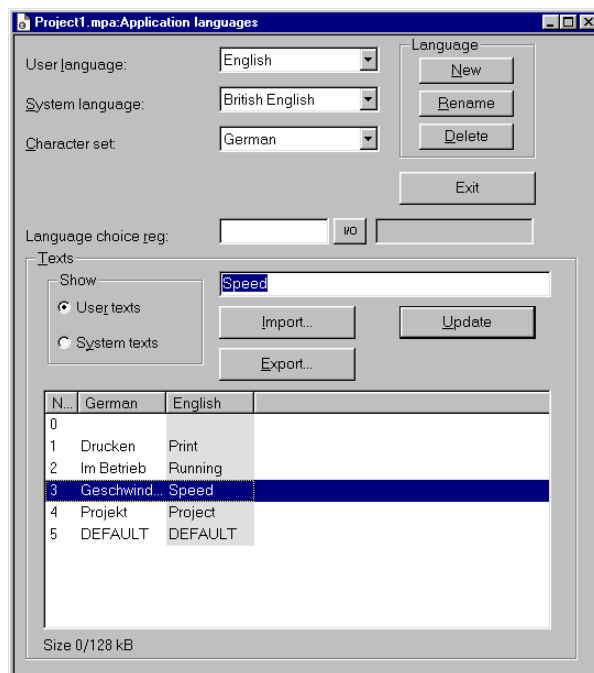 Project1.mpa:Application languages
User language: English
Language
New
System language: British English
Rename
Character set: German
Delete
Exit
Language choice reg: I/O
Texts
Show
Speed
User texts
Import...
Update
System texts
Export...
N... German English
0
1 Drucken Print
2 Im Betrieb Running
3 Geschwind... Speed
4 Projekt Project
5 DEFAULT DEFAULT
Size 0/128 kB